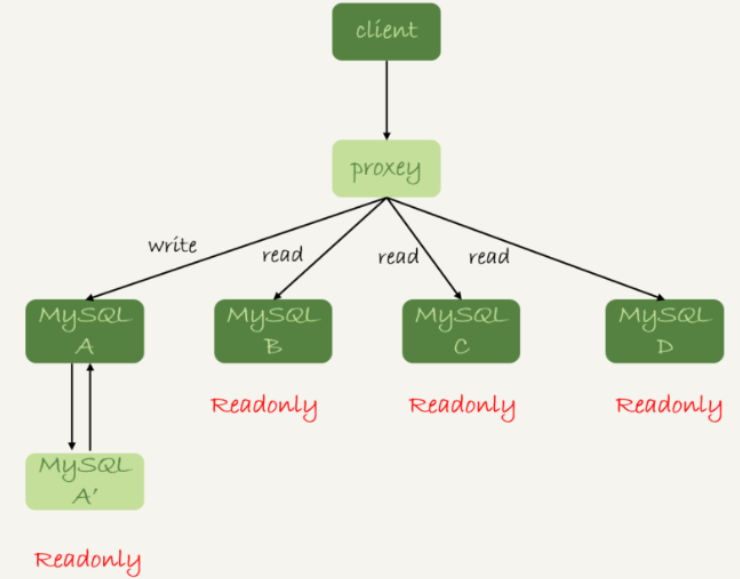 client
proxey
write
read
read
read
MySQL
A
MySQL
B
MySQL
C
MySQL
D
Readonly
Readonly
Readonly
MySQL
A'
Readonly